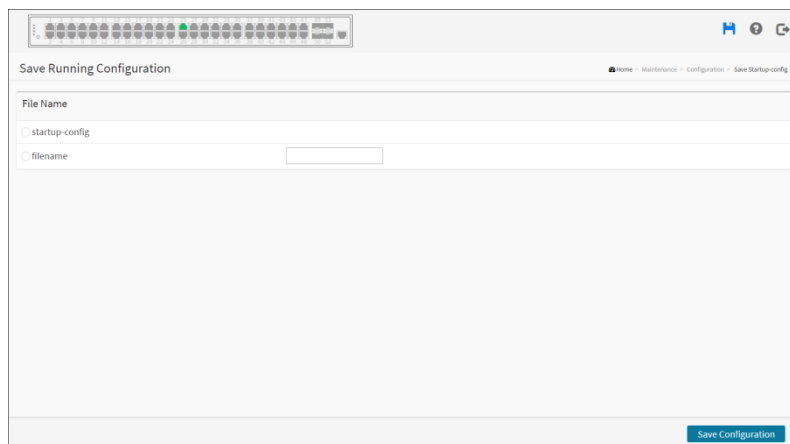 Save Running Configuration
Home > Maintenance > Configuration > Save Startup-config
File Name
startup-config
filename
Save Configuration